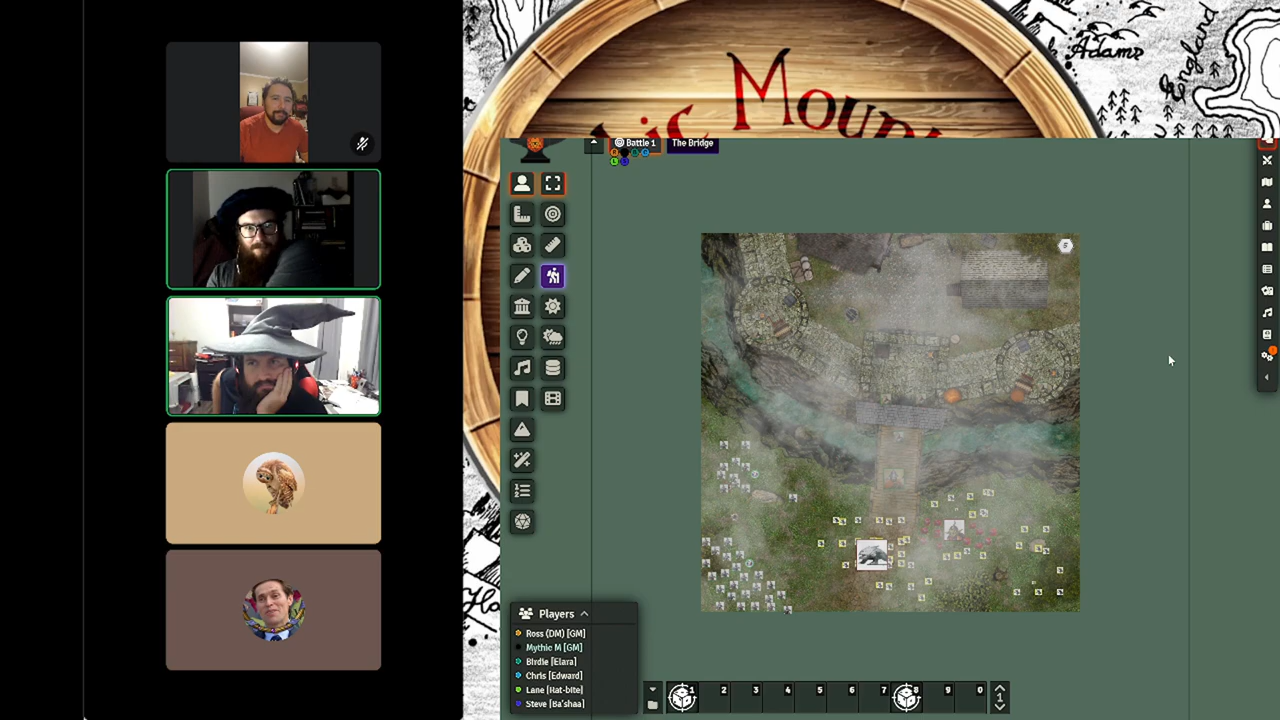 Adams
England
Mou
Battle 1
The Bridge
Players
Ross (DM) [GM]
Mythic M [GM]
Birdie [Elara]
Chris [Edward]
Lane [Hat-bite]
Steve [Ba'shaa]
1 2 3 4 5 6 7 8 9 0
1